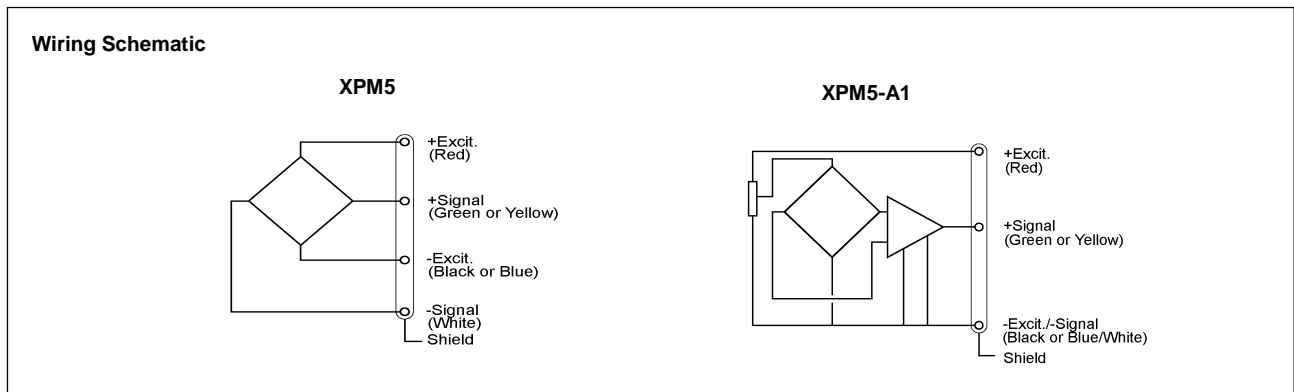 Wiring Schematic
XPM5
+Excit.
(Red)
+Signal
(Green or Yellow)
-Excit.
(Black or Blue)
-Signal
(White)
Shield
XPM5-A1
+Excit.
(Red)
+Signal
(Green or Yellow)
-Excit./-Signal
(Black or Blue/White)
Shield